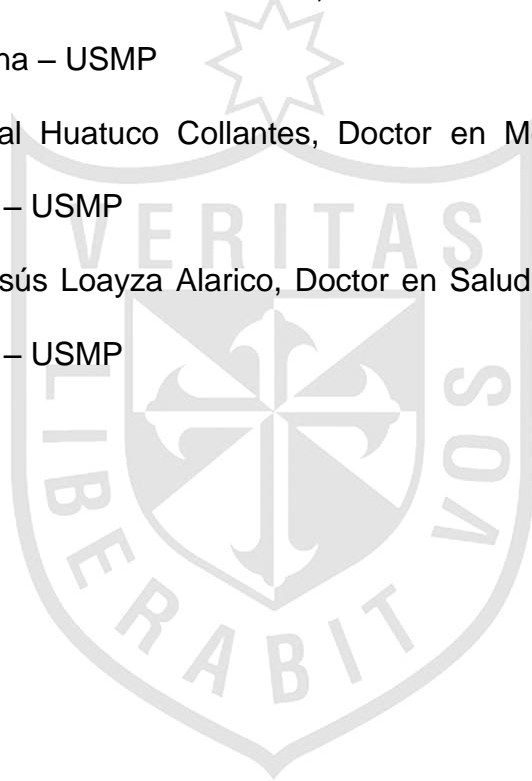 na – USMP
al Huatuco Collantes, Doctor en M
– USMP
sús Loayza Alarico, Doctor en Salud
– USMP
VERITAS
LIBERABIT
VOS